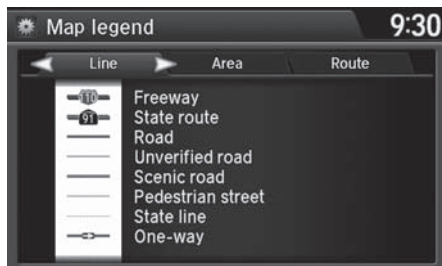 Map legend
9:30
Line
Area
Route
110
Freeway
91
State route
Road
Unverified road
Scenic road
Pedestrian street
State line
One-way